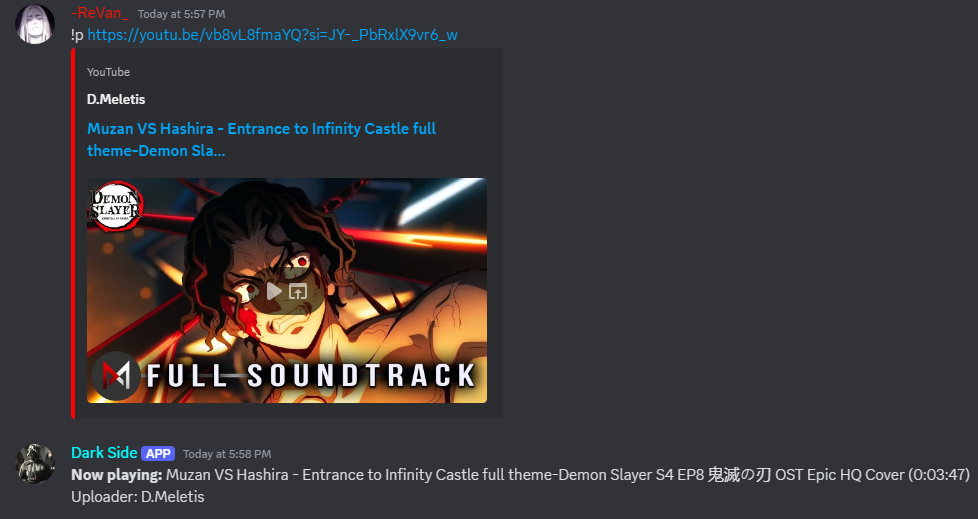 -ReVan_ Today at 5:57 PM
!p https://youtu.be/vb8vL8fmaYQ?si=JY-_PbRxlX9vr6_w
YouTube
D.Meletis
Muzan VS Hashira - Entrance to Infinity Castle full
theme-Demon Sla...
DEMON
SLAYER
FULL SOUNDTRACK
Dark Side APP Today at 5:58 PM
Now playing: Muzan VS Hashira - Entrance to Infinity Castle full theme-Demon Slayer S4 EP8 鬼滅の刃 OST Epic HQ Cover (0:03:47)
Uploader: D.Meletis